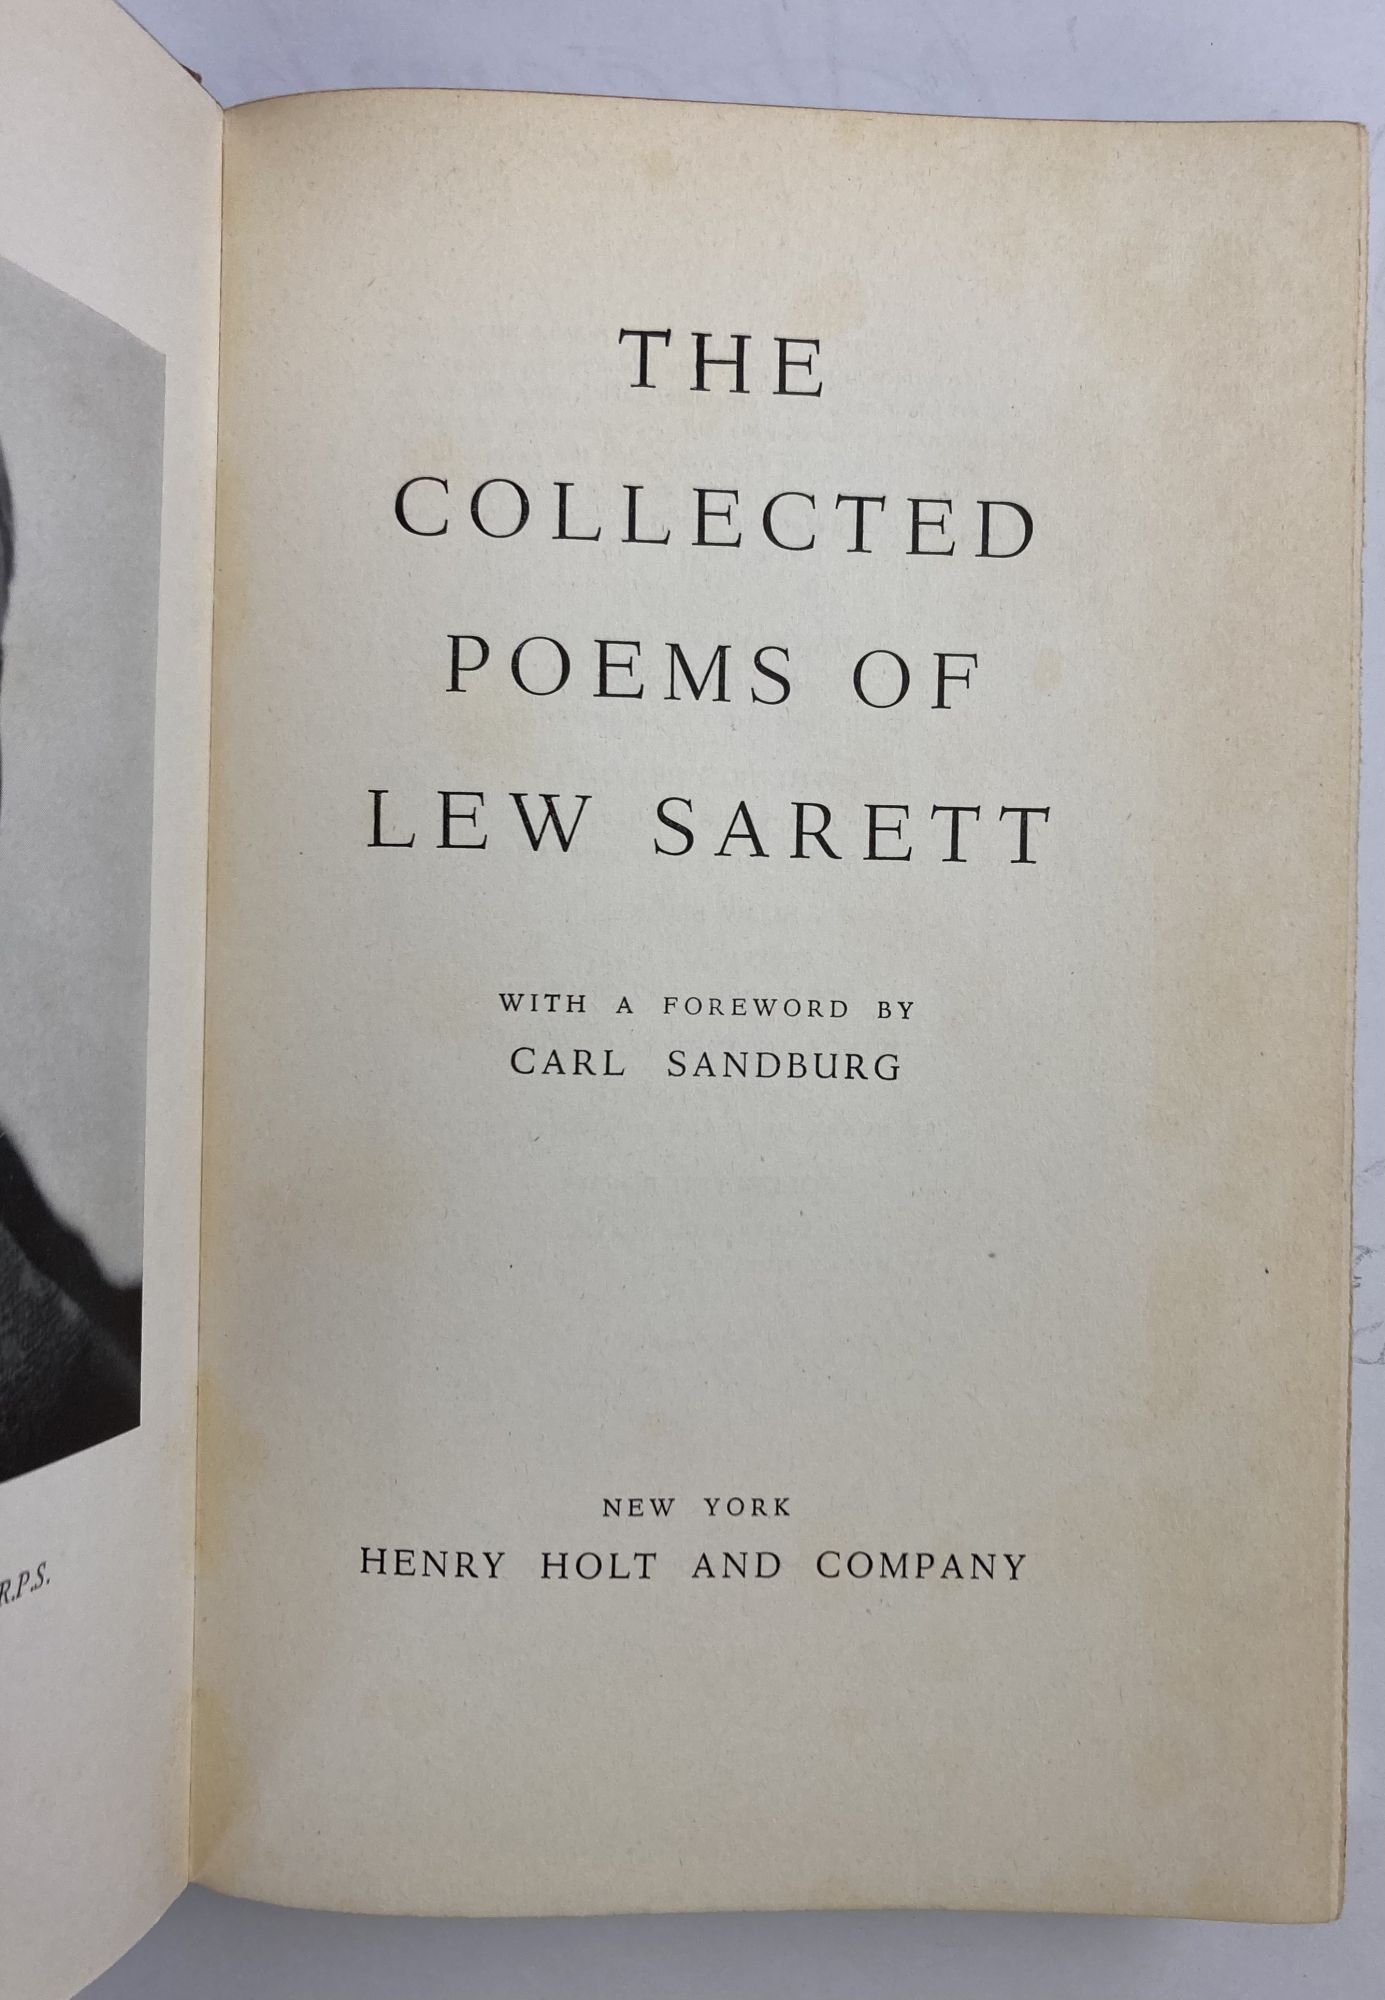 THE
COLLECTED
POEMS OF
LEW SARETT
WITH A FOREWORD BY
CARL SANDBURG
NEW YORK
HENRY HOLT AND COMPANY
R.P.S.